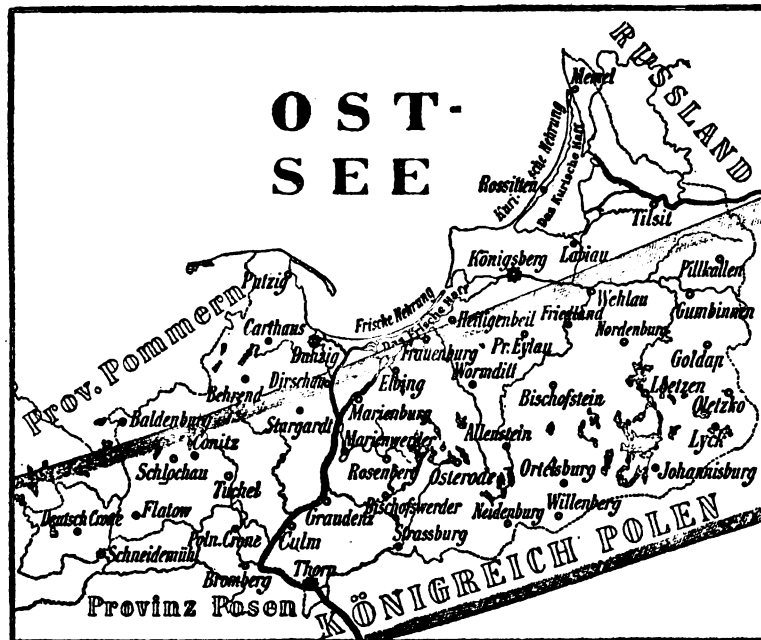 OST-
SEE
RUSSLAND
Memel
Kurische Nehrung
Das Kurische Haff
Rossitten
Tilsit
Labiau
Königsberg
Pillkallen
Putzig
Frische Nehrung
Das Frische Haff
Wehlau
Gumbinnen
Prov. Pommern
Carthaus
Danzig
Heiligenbeil
Friedland
Nordenburg
Frauenburg
Pr. Eylau
Goldap
Dirschau
Elbing
Wormditt
Behrend
Bischofstein
Loetzen
Oletzko
Marienburg
Baldenburg
Stargardt
Conitz
Marienwerder
Allenstein
Lyck
Schlochau
Rosenberg
Osterode
Ortelsburg
Johannisburg
Tuchel
Bischofswerder
Flatow
Graudenz
Neidenburg
Willenberg
Deutsch Crone
Poln. Crone
Culm
Strassburg
Schneidemühl
Bromberg
Thorn
Provinz Posen
KÖNIGREICH POLEN